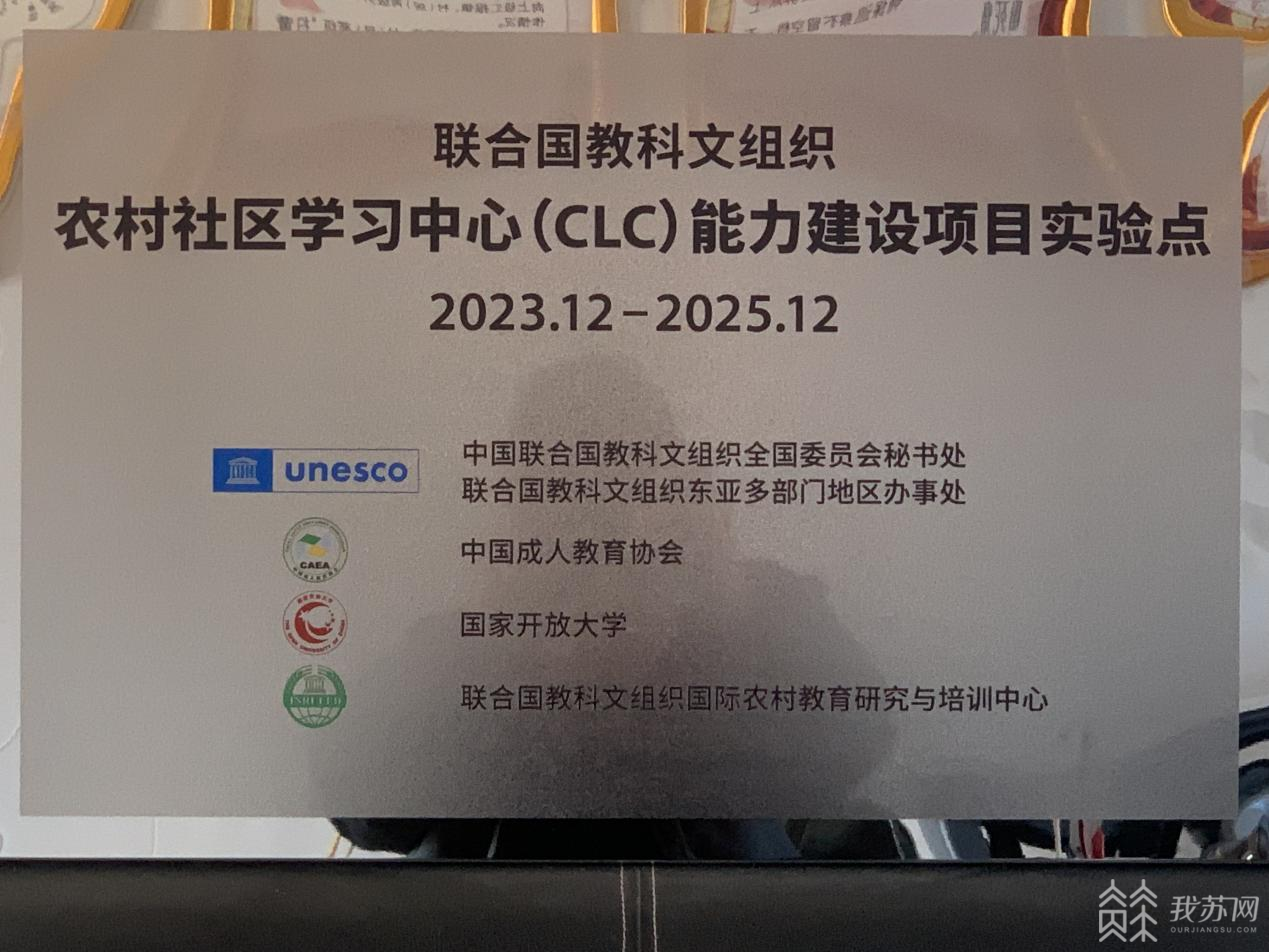 联合国教科文组织
农村社区学习中心（CLC）能力建设项目实验点
2023.12－2025.12
unesco
中国联合国教科文组织全国委员会秘书处
联合国教科文组织东亚多部门地区办事处
CAEA
中国成人教育协会
国家开放大学
INRULED
联合国教科文组织国际农村教育研究与培训中心
我苏网
OURJIANGSU.COM